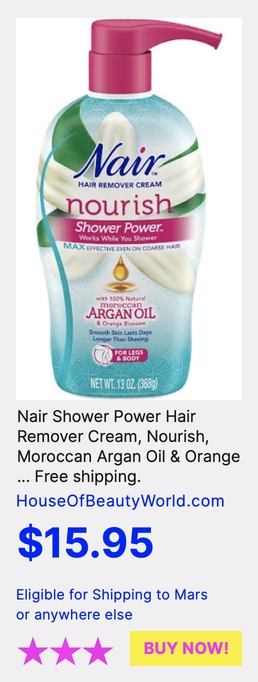 Nair™
HAIR REMOVER CREAM
nourish
Shower Power™
Works While You Shower
MAX EFFECTIVE EVEN ON COARSE HAIR
with 100% Natural
moroccan
ARGAN OIL
& Orange Blossom
Smooth Skin Lasts Days
Longer Than Shaving
FOR LEGS
& BODY
NET WT. 13 OZ. (368g)
Nair Shower Power Hair
Remover Cream, Nourish,
Moroccan Argan Oil & Orange
... Free shipping.
HouseOfBeautyWorld.com
$15.95
Eligible for Shipping to Mars
or anywhere else
BUY NOW!